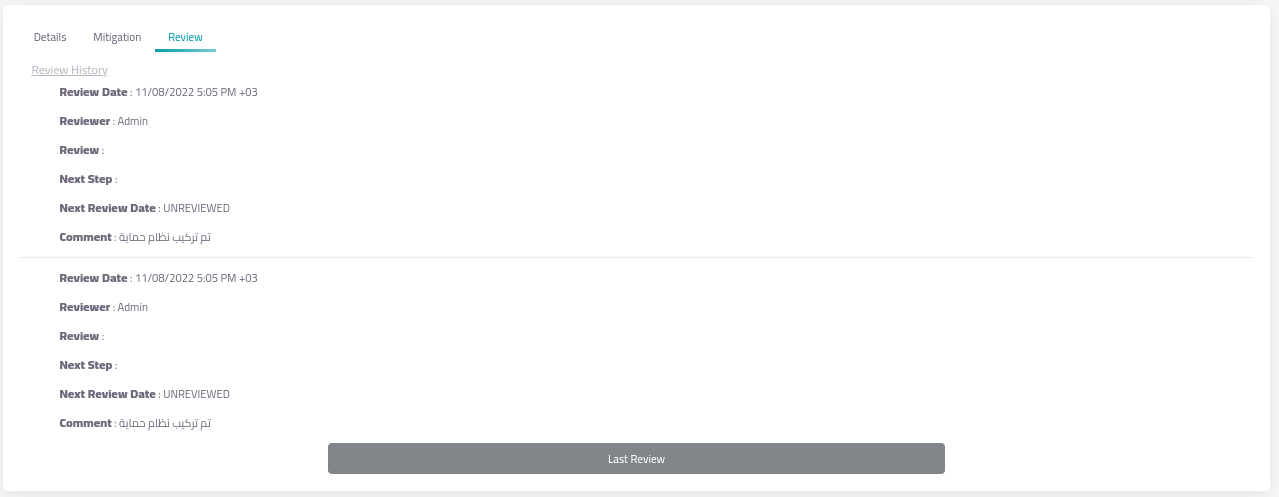 Details Mitigation Review
Review History
Review Date : 11/08/2022 5:05 PM +03
Reviewer : Admin
Review :
Next Step :
Next Review Date : UNREVIEWED
Comment : تم تركيب نظام حماية
Review Date : 11/08/2022 5:05 PM +03
Reviewer : Admin
Review :
Next Step :
Next Review Date : UNREVIEWED
Comment : تم تركيب نظام حماية
Last Review